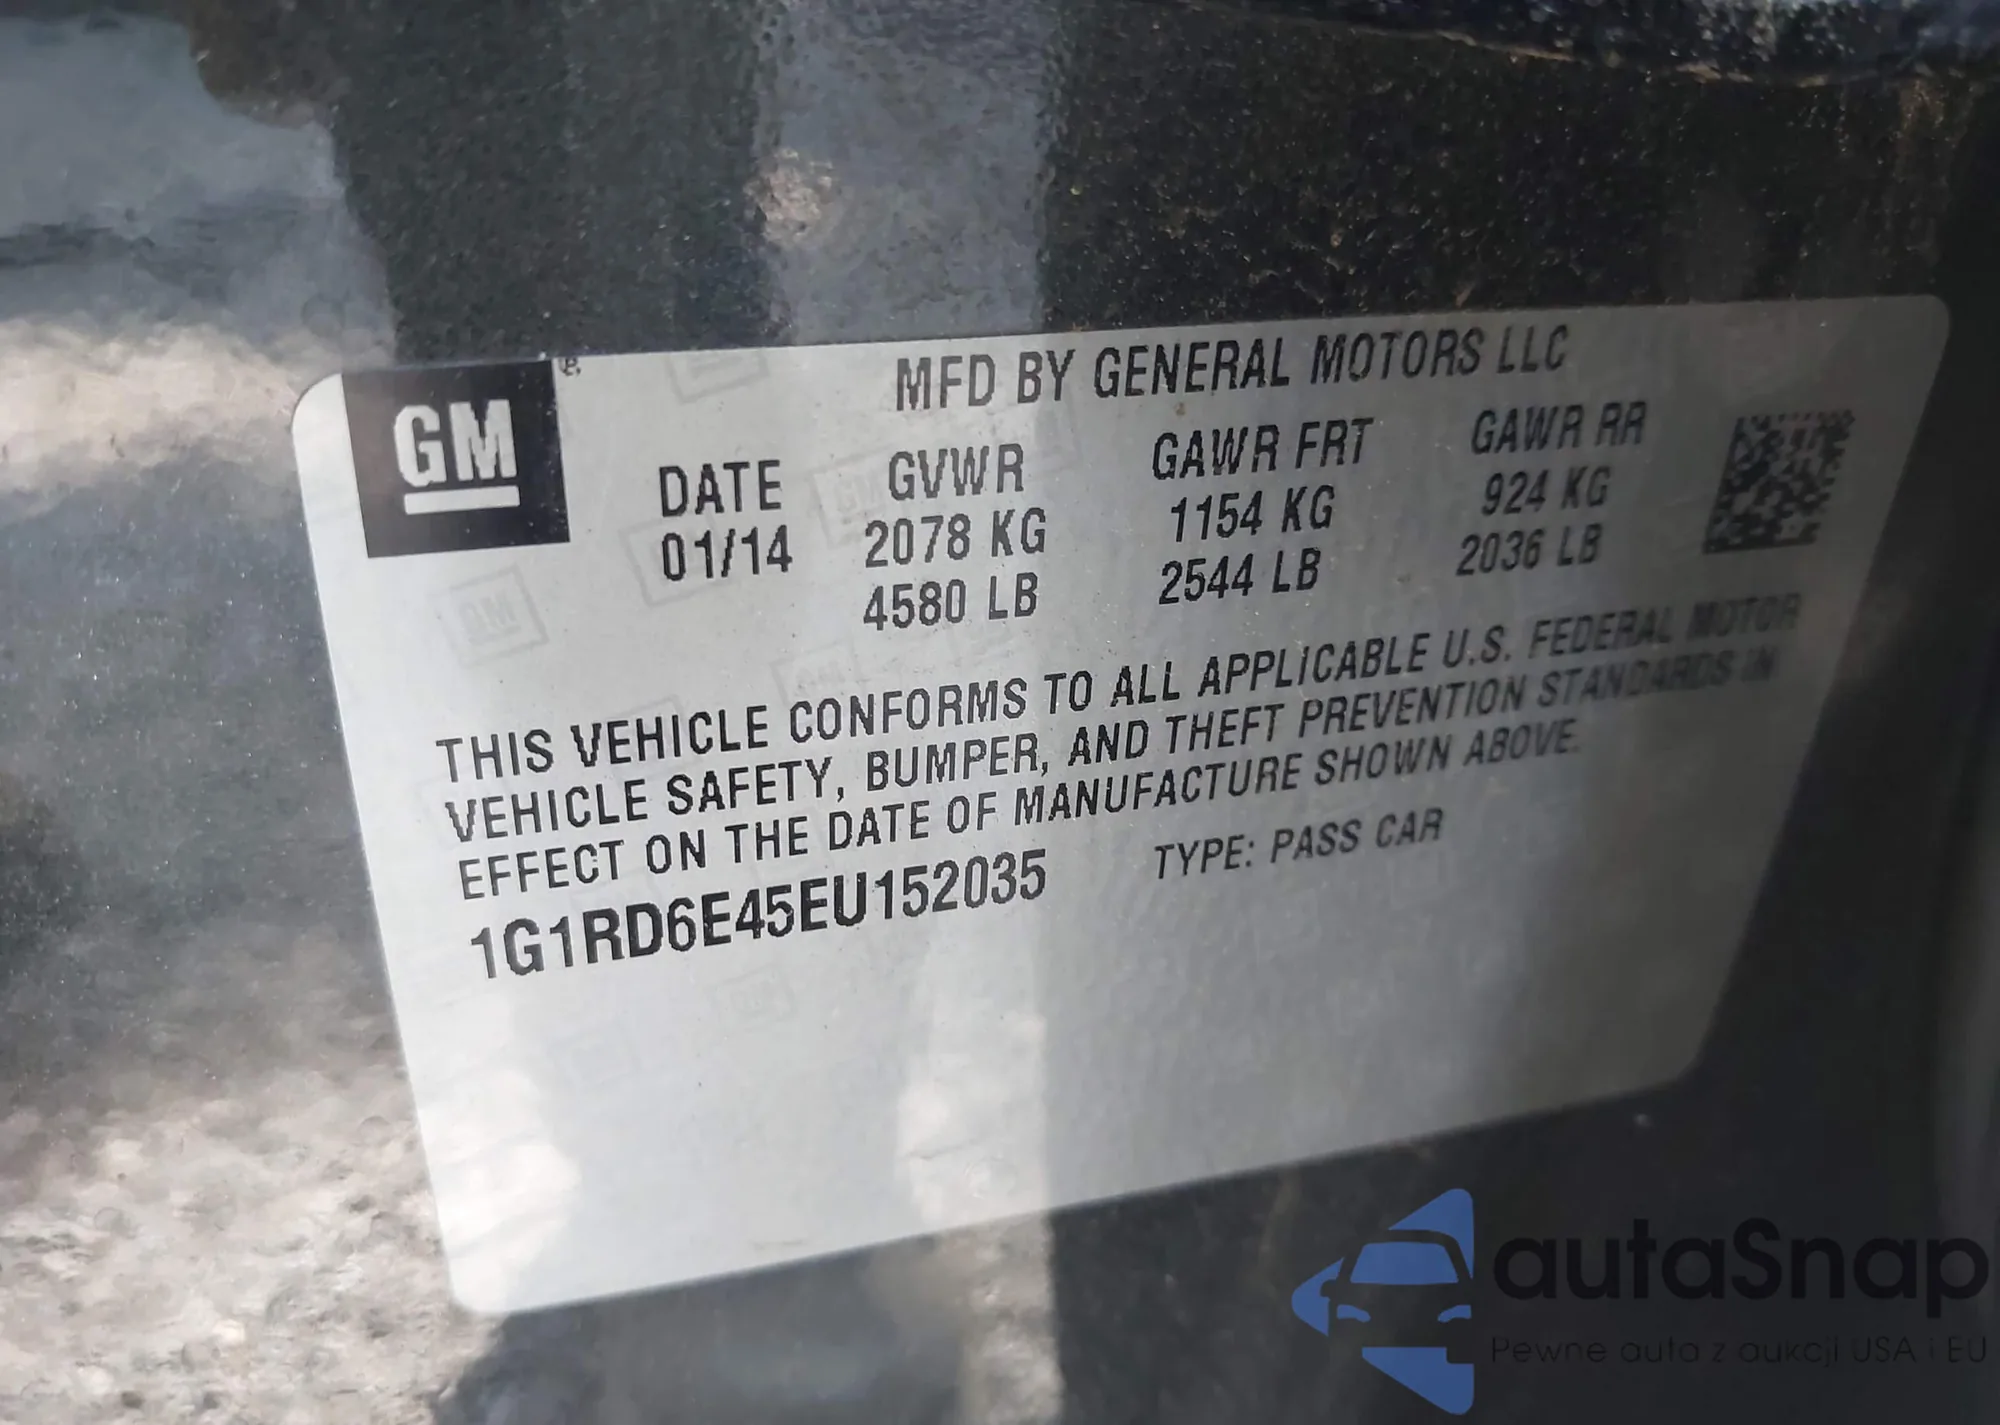 MFD BY GENERAL MOTORS LLC
GM
DATE GVWR GAWR FRT GAWR RR
01/14 2078 KG 1154 KG 924 KG
4580 LB 2544 LB 2036 LB
THIS VEHICLE CONFORMS TO ALL APPLICABLE U.S. FEDERAL MOTOR
VEHICLE SAFETY, BUMPER, AND THEFT PREVENTION STANDARDS IN
EFFECT ON THE DATE OF MANUFACTURE SHOWN ABOVE.
1G1RD6E45EU152035 TYPE: PASS CAR
autaSnap
Pewne auta z aukcji USA i EU